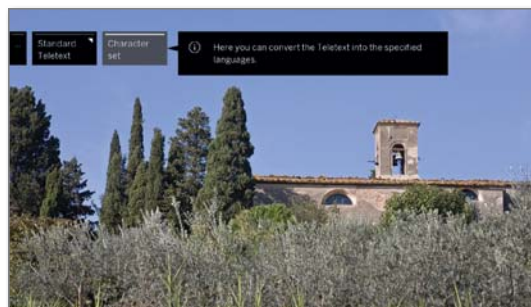 Standard
Teletext
Character
set
Here you can convert the Teletext into the specified
languages.